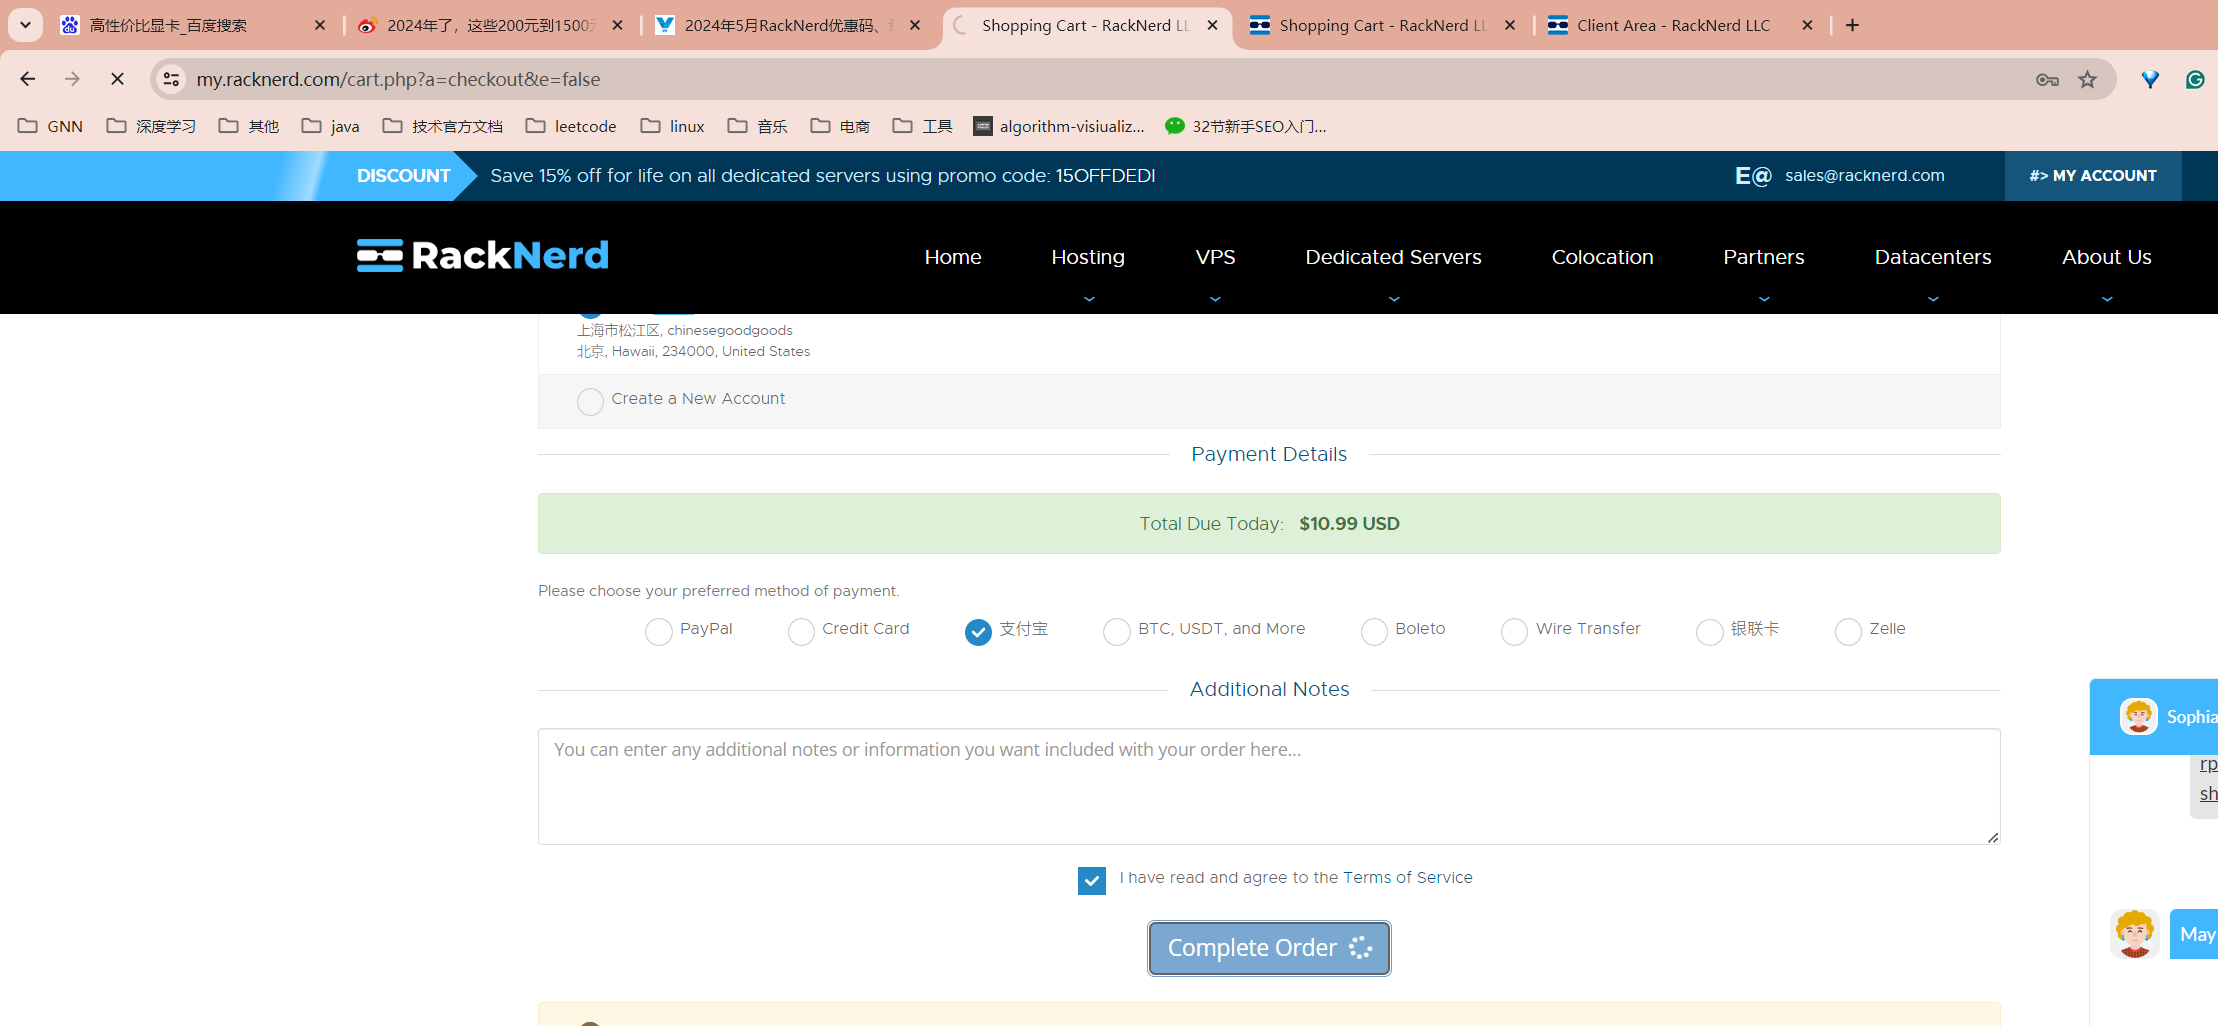 高性价比显卡_百度搜索
2024年了，这些200元到1500元
2024年5月RackNerd优惠码、
Shopping Cart - RackNerd LL
Shopping Cart - RackNerd LL
Client Area - RackNerd LLC
my.racknerd.com/cart.php?a=checkout&e=false
GNN
深度学习
其他
java
技术官方文档
leetcode
linux
音乐
电商
工具
algorithm-visiualiz...
32节新手SEO入门...
DISCOUNT
Save 15% off for life on all dedicated servers using promo code: 15OFFDEDI
E@ sales@racknerd.com
#> MY ACCOUNT
RackNerd
Home
Hosting
VPS
Dedicated Servers
Colocation
Partners
Datacenters
About Us
上海市松江区, chinesegoodgoods
北京, Hawaii, 234000, United States
Create a New Account
Payment Details
Total Due Today: $10.99 USD
Please choose your preferred method of payment.
PayPal
Credit Card
支付宝
BTC, USDT, and More
Boleto
Wire Transfer
银联卡
Zelle
Additional Notes
You can enter any additional notes or information you want included with your order here...
I have read and agree to the Terms of Service
Complete Order
Sophia
rp
sh
May